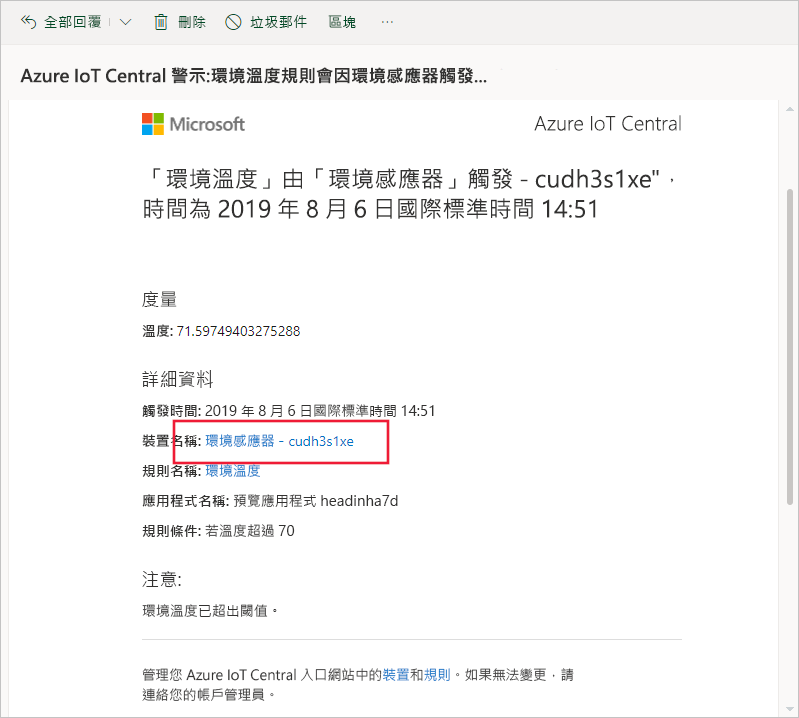 全部回覆 刪除 垃圾郵件 區塊 ...
Azure IoT Central 警示:環境溫度規則會因環境感應器觸發...
Microsoft Azure IoT Central
「環境溫度」由「環境感應器」觸發 - cudh3s1xe",
時間為 2019 年 8 月 6 日國際標準時間 14:51
度量
溫度: 71.59749403275288
詳細資料
觸發時間: 2019 年 8 月 6 日國際標準時間 14:51
裝置名稱: 環境感應器 - cudh3s1xe
規則名稱: 環境溫度
應用程式名稱: 預覽應用程式 headinha7d
規則條件: 若溫度超過 70
注意:
環境溫度已超出閾值。
管理您 Azure IoT Central 入口網站中的裝置和規則。如果無法變更，請
連絡您的帳戶管理員。